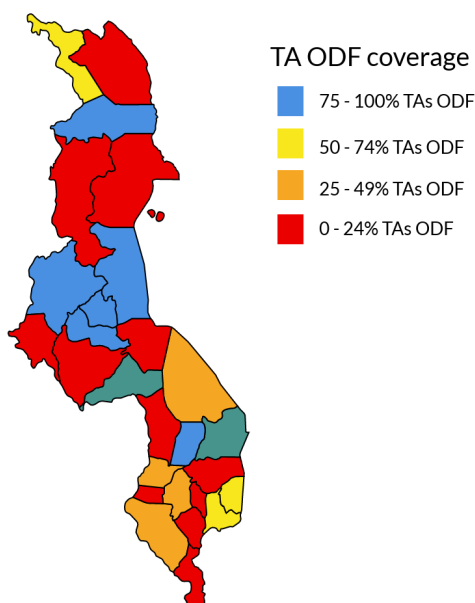 TA ODF coverage
75 - 100% TAs ODF
50 - 74% TAs ODF
25 - 49% TAs ODF
0 - 24% TAs ODF